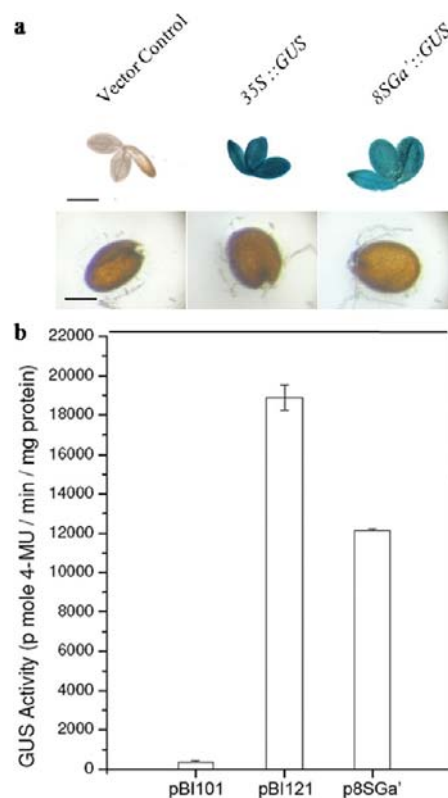 a
Vector Control
35S::GUS
8SGa'::GUS
b
GUS Activity (p mole 4-MU / min / mg protein)
22000
20000
18000
16000
14000
12000
10000
8000
6000
4000
2000
0
pBI101
pBI121
p8SGa'